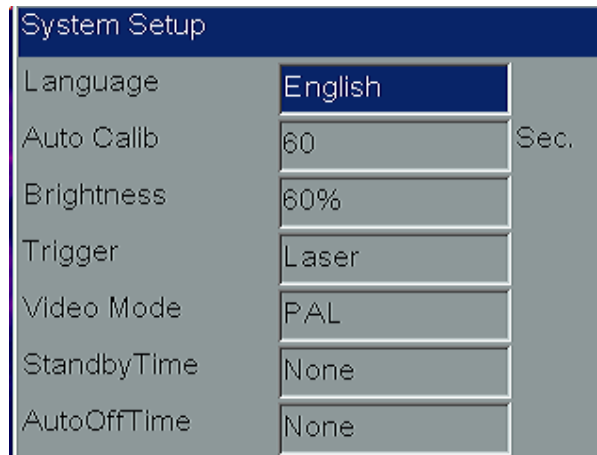 System Setup
Language English
Auto Calib 60 Sec.
Brightness 60%
Trigger Laser
Video Mode PAL
StandbyTime None
AutoOffTime None